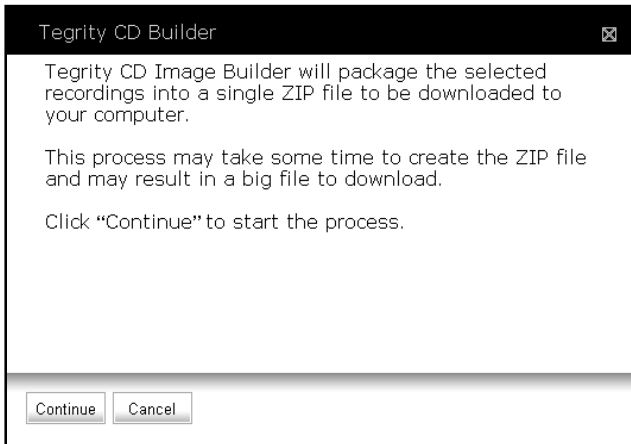 Tegrity CD Builder
Tegrity CD Image Builder will package the selected
recordings into a single ZIP file to be downloaded to
your computer.
This process may take some time to create the ZIP file
and may result in a big file to download.
Click “Continue” to start the process.
Continue Cancel